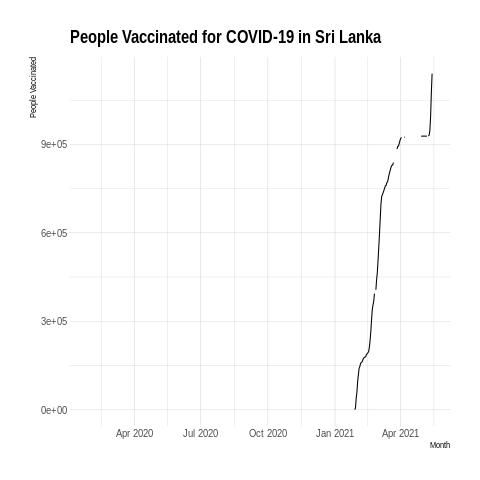 People Vaccinated for COVID-19 in Sri Lanka
People Vaccinated
9e+05
6e+05
3e+05
0e+00
Apr 2020 Jul 2020 Oct 2020 Jan 2021 Apr 2021
Month